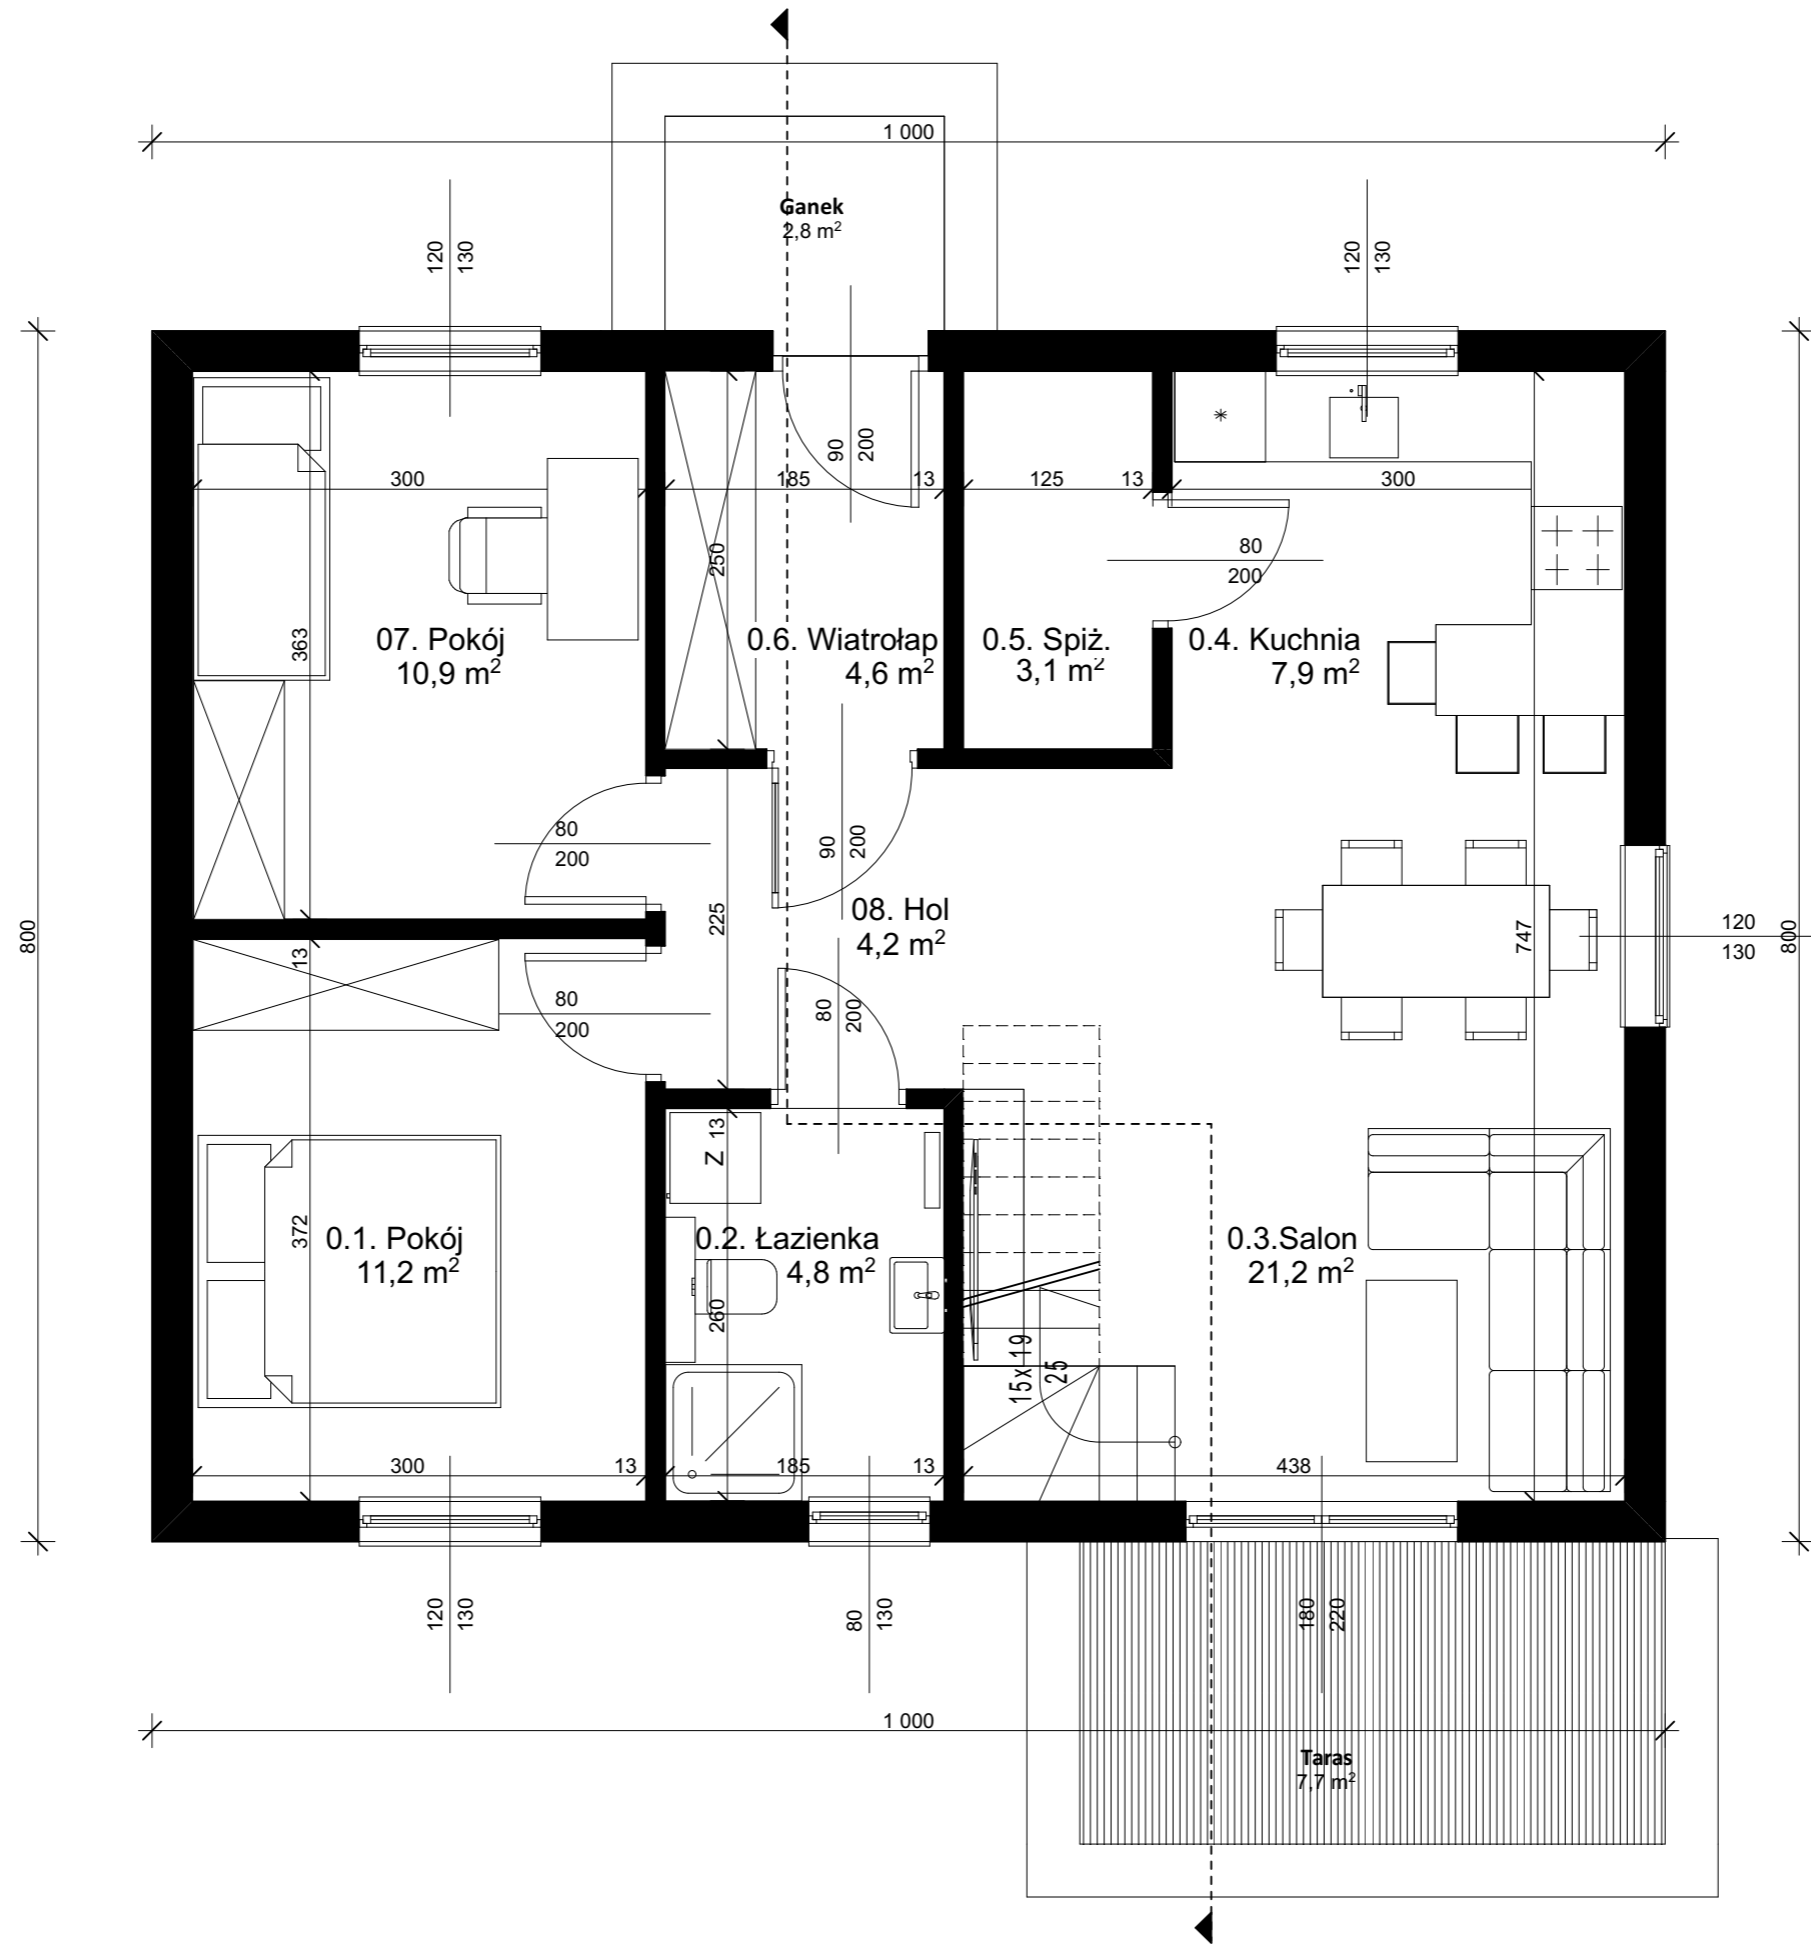 1 000
Ganek
2,8 m²
120
130
120
130
90
200
300
185
13
125
13
300
250
80
200
07. Pokój
10,9 m²
363
0.6. Wiatrołap
4,6 m²
0.5. Spiż.
3,1 m²
0.4. Kuchnia
7,9 m²
80
200
90
200
225
08. Hol
4,2 m²
800
13
747
120
130
800
80
200
80
200
Z 13
372
0.1. Pokój
11,2 m²
0.2. Łazienka
4,8 m²
260
15x 19
25
0.3.Salon
21,2 m²
300
13
185
13
438
120
130
80
130
180
220
1 000
Taras
7,7 m²